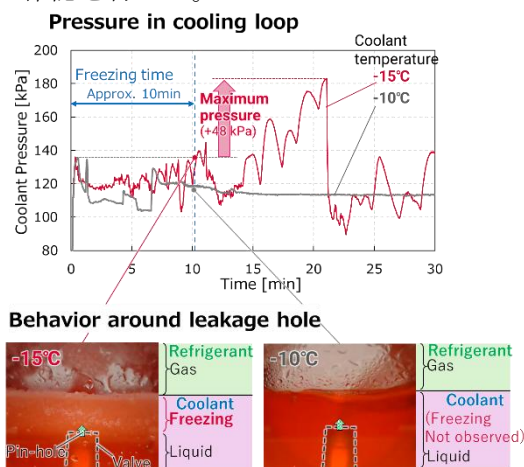 Pressure in cooling loop
Coolant
temperature
-15℃
-10℃
Freezing time
Approx. 10min
Maximum
pressure
(+48 kPa)
Coolant Pressure [kPa]
200
180
160
140
120
100
80
0
5
10
15
20
25
30
Time [min]
Behavior around leakage hole
-15℃
Refrigerant
Gas
Coolant
Freezing
Liquid
Pin-hole
Valve
-10℃
Refrigerant
Gas
Coolant
(Freezing
Not observed)
Liquid